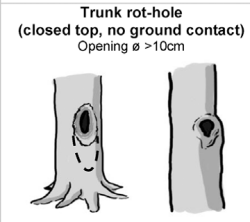 Trunk rot-hole
(closed top, no ground contact)
Opening ø >10cm